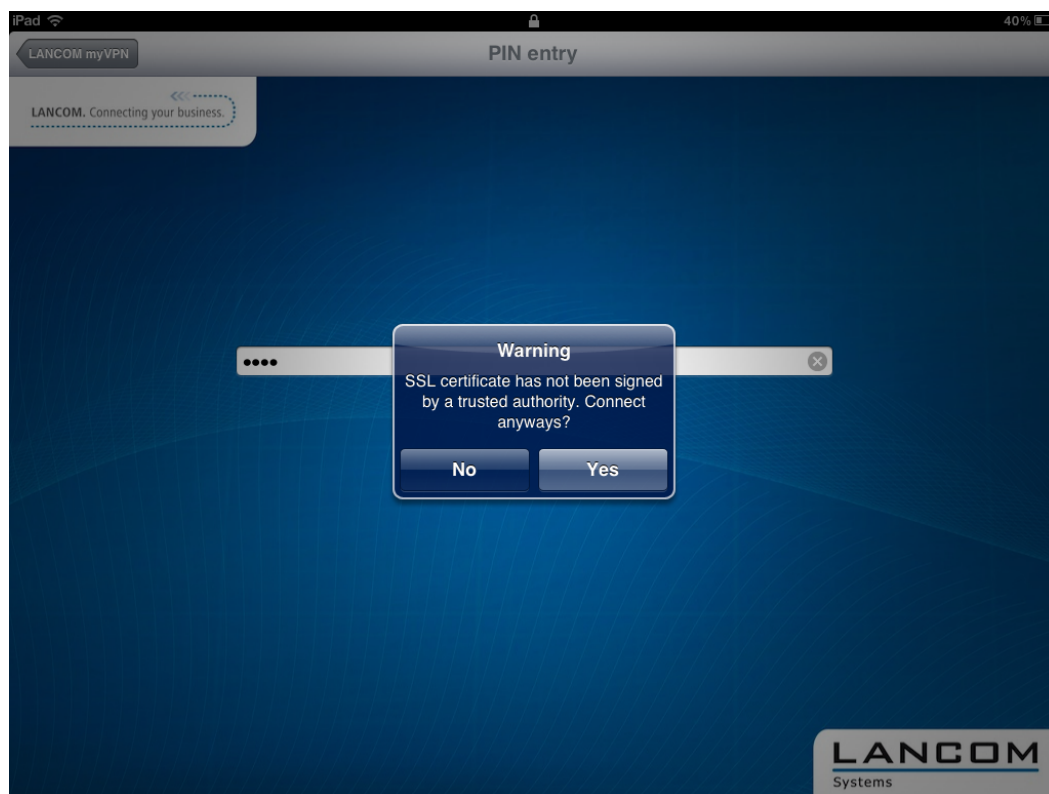 iPad 40%
LANCOM myVPN PIN entry
LANCOM. Connecting your business.
Warning
SSL certificate has not been signed
by a trusted authority. Connect
anyways?
No Yes
LANCOM
Systems